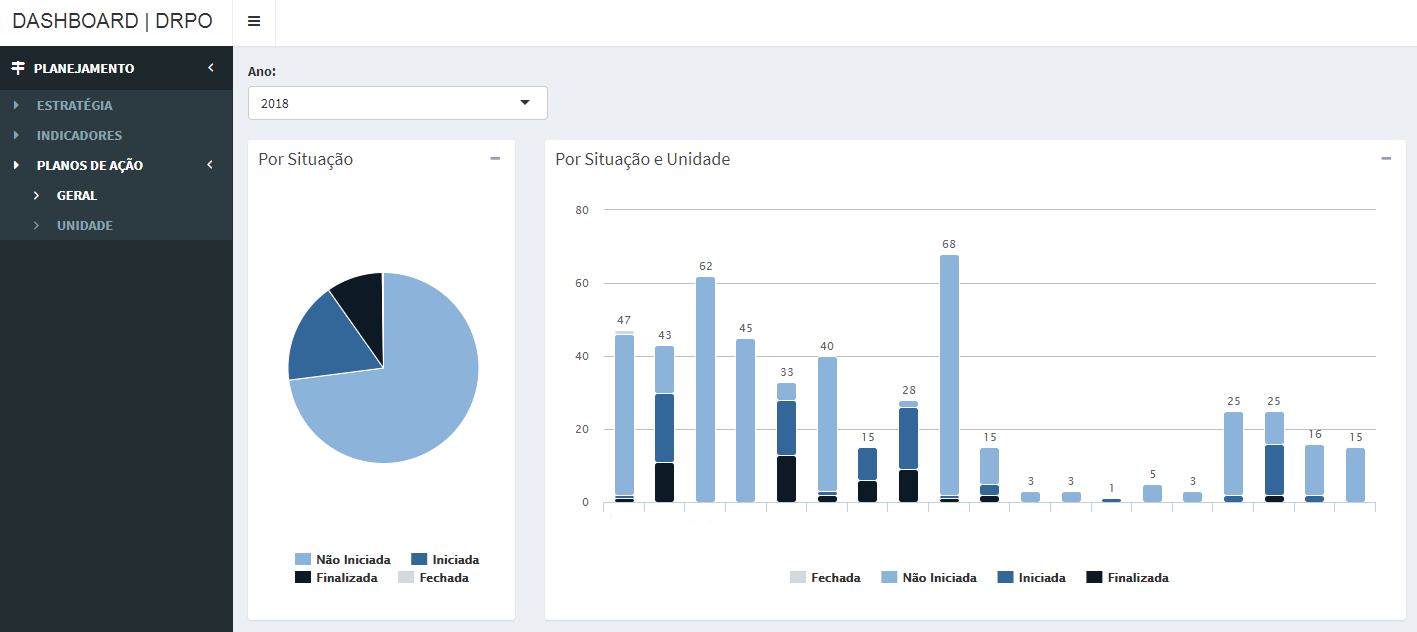 DASHBOARD | DRPO
PLANEJAMENTO
ESTRATÉGIA
INDICADORES
PLANOS DE AÇÃO
GERAL
UNIDADE
Ano:
2018
Por Situação
Não Iniciada
Iniciada
Finalizada
Fechada
Por Situação e Unidade
80
60
40
20
0
47
43
62
45
33
40
15
28
68
15
3
3
1
5
3
25
25
16
15
Fechada
Não Iniciada
Iniciada
Finalizada